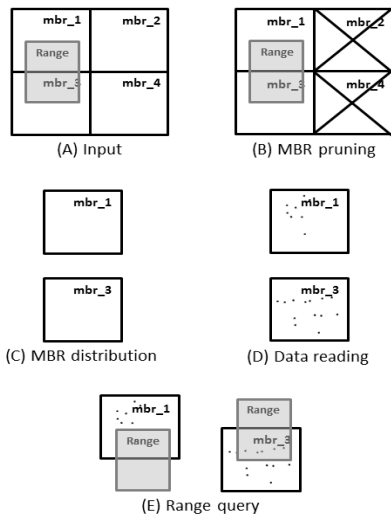 mbr_1 mbr_2 mbr_1 mbr_2
Range Range
mbr_3 mbr_4 mbr_3 mbr_4
(A) Input (B) MBR pruning
mbr_1 mbr_1
mbr_3 mbr_3
(C) MBR distribution (D) Data reading
mbr_1 Range
Range mbr_3
(E) Range query